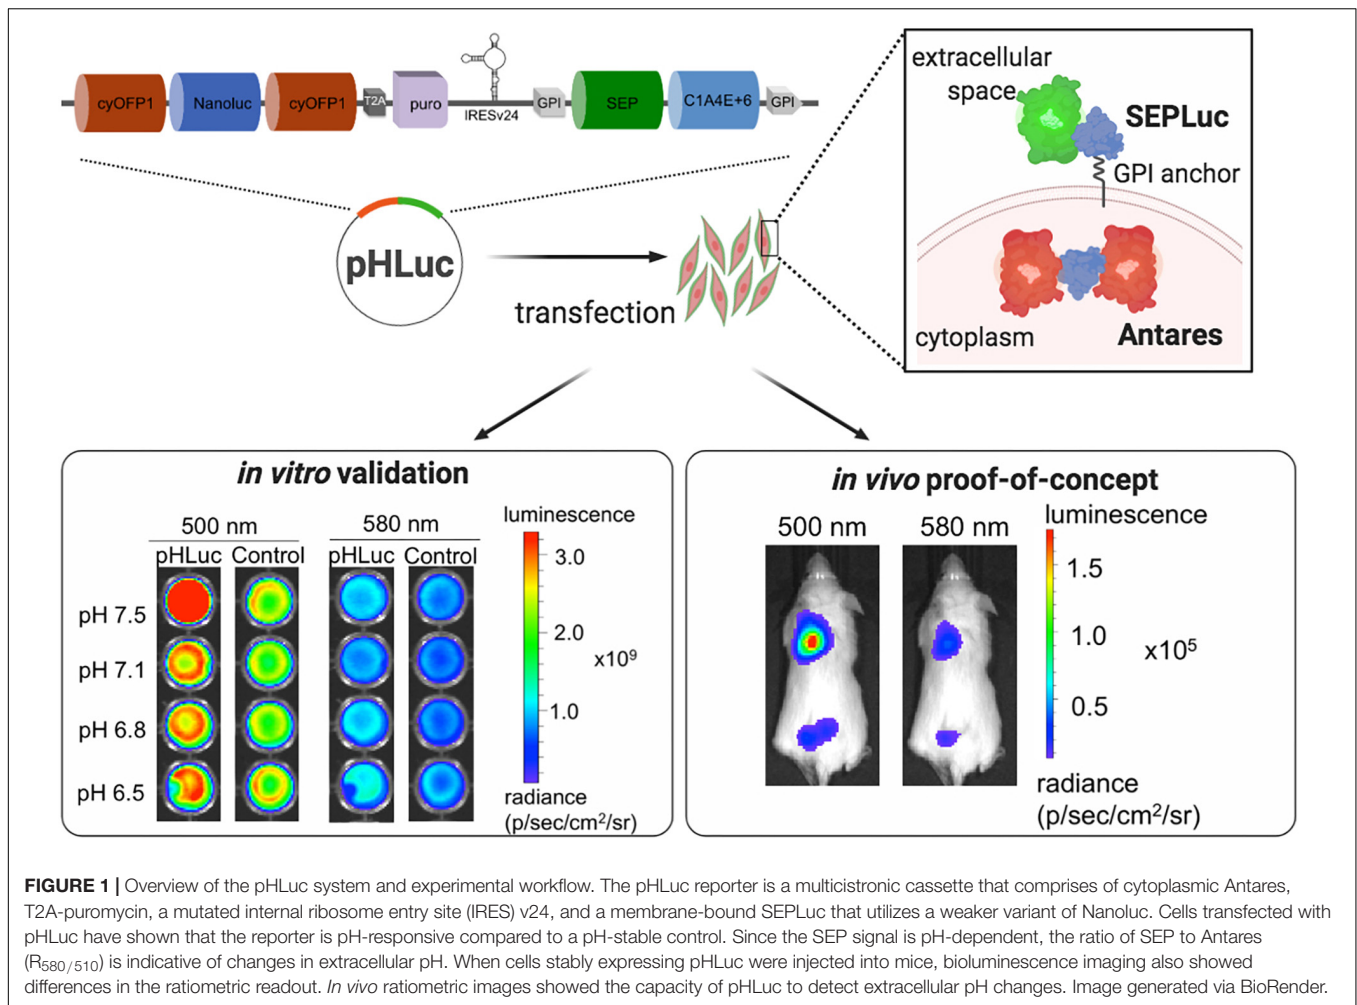 cyOFP1 Nanoluc cyOFP1 T2A puro IRESv24 GPI SEP C1A4E+6 GPI
pHLuc
transfection
extracellular
space
SEPLuc
GPI anchor
cytoplasm
Antares
in vitro validation
500 nm 580 nm
pHLuc Control pHLuc Control
pH 7.5
pH 7.1
pH 6.8
pH 6.5
luminescence
3.0
2.0
x10⁹
1.0
radiance
(p/sec/cm²/sr)
in vivo proof-of-concept
500 nm 580 nm
luminescence
1.5
1.0
x10⁵
0.5
radiance
(p/sec/cm²/sr)
FIGURE 1 | Overview of the pHLuc system and experimental workflow. The pHLuc reporter is a multicistronic cassette that comprises of cytoplasmic Antares,
T2A-puromycin, a mutated internal ribosome entry site (IRES) v24, and a membrane-bound SEPLuc that utilizes a weaker variant of Nanoluc. Cells transfected with
pHLuc have shown that the reporter is pH-responsive compared to a pH-stable control. Since the SEP signal is pH-dependent, the ratio of SEP to Antares
(R580/510) is indicative of changes in extracellular pH. When cells stably expressing pHLuc were injected into mice, bioluminescence imaging also showed
differences in the ratiometric readout. In vivo ratiometric images showed the capacity of pHLuc to detect extracellular pH changes. Image generated via BioRender.